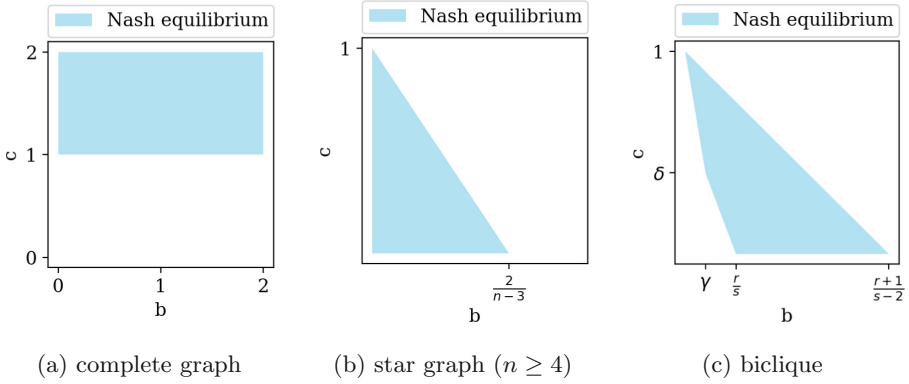 Nash equilibrium
2
1
0
c
0
1
2
b
(a) complete graph
Nash equilibrium
1
c
2/(n−3)
b
(b) star graph (n ≥ 4)
Nash equilibrium
1
δ
c
γ
r/s
(r+1)/(s−2)
b
(c) biclique